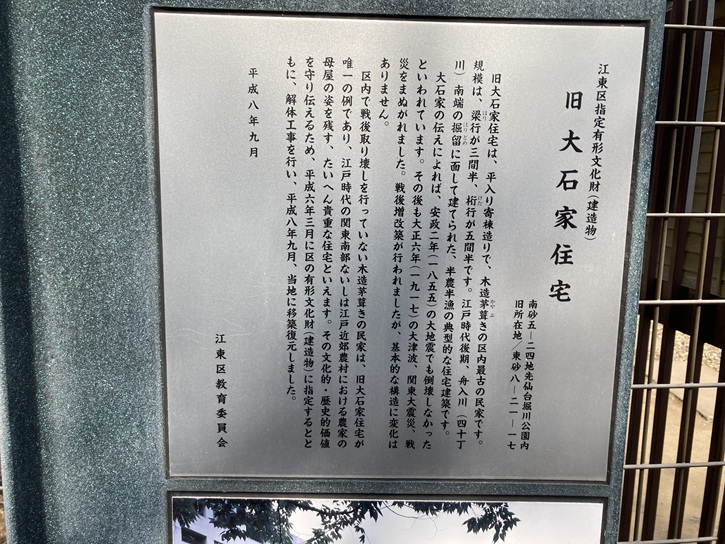 江東区指定有形文化財(建造物)
旧大石家住宅
南砂五―二四地先仙台堀川公園内
旧所在地/東砂八―二一―一七
旧大石家住宅は、平入り寄棟造りで、木造茅葺きの区内最古の民家です。
規模は、梁行が三間半、桁行が五間半です。江戸時代後期、舟入川(四十丁
川)南端の掘留に面して建てられた、半農半漁の典型的な住宅建築です。
大石家の伝えによれば、安政二年(一八五五)の大地震でも倒壊しなかった
といわれています。その後も大正六年(一九一七)の大津波、関東大震災、戦
災をまぬがれました。戦後増改築が行われましたが、基本的な構造に変化は
ありません。
区内で戦後取り壊しを行っていない木造茅葺きの民家は、旧大石家住宅が
唯一の例であり、江戸時代の関東南部ないしは江戸近郊農村における農家の
母屋の姿を残す、たいへん貴重な住宅といえます。その文化的・歴史的価値
を守り伝えるため、平成六年三月に区の有形文化財(建造物)に指定するとと
もに、解体工事を行い、平成八年九月、当地に移築復元しました。
平成八年九月
江東区教育委員会